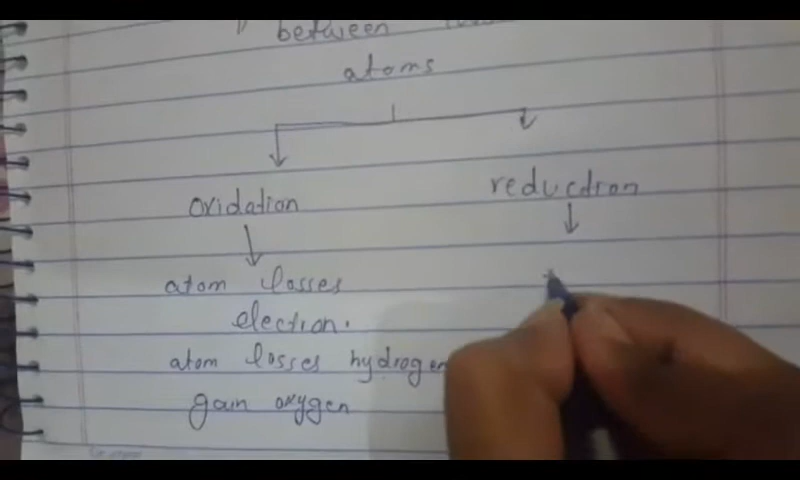 between
atoms
oxidation
reduction
atom losses
election.
atom losses hydrogen
gain oxygen